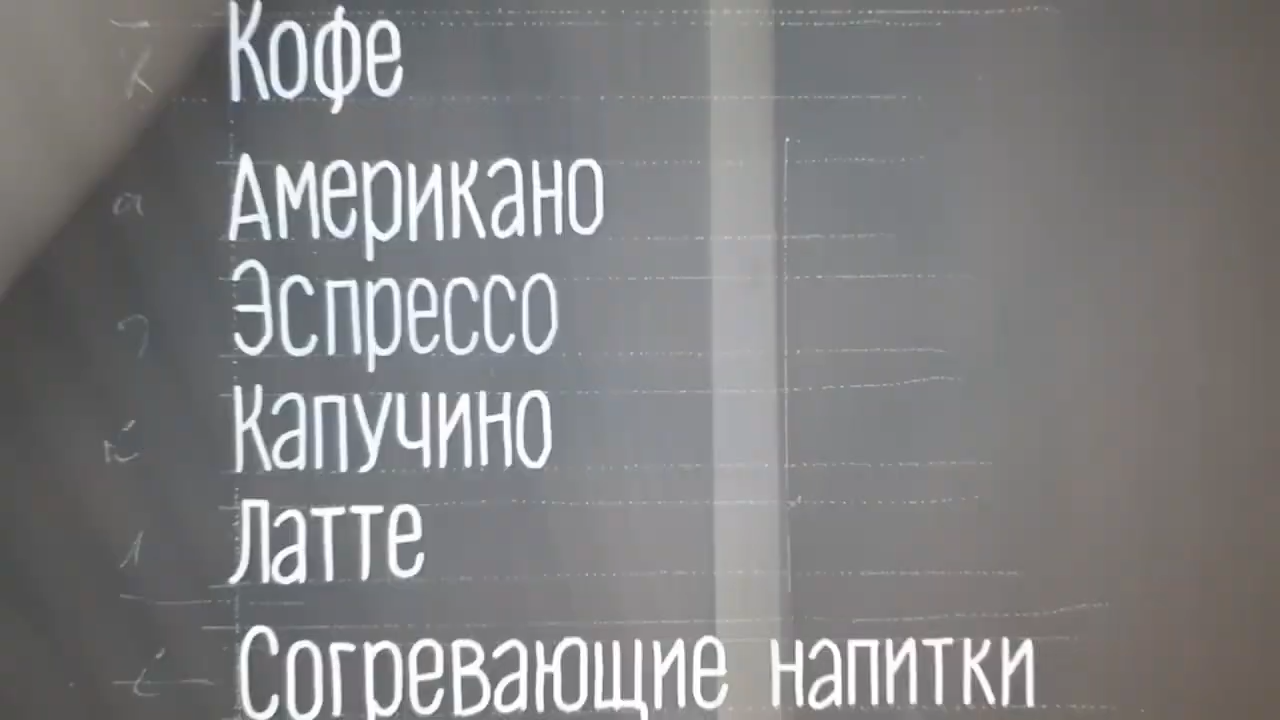 Кофе
Американо
Эспрессо
Капучино
Латте
Согревающие напитки